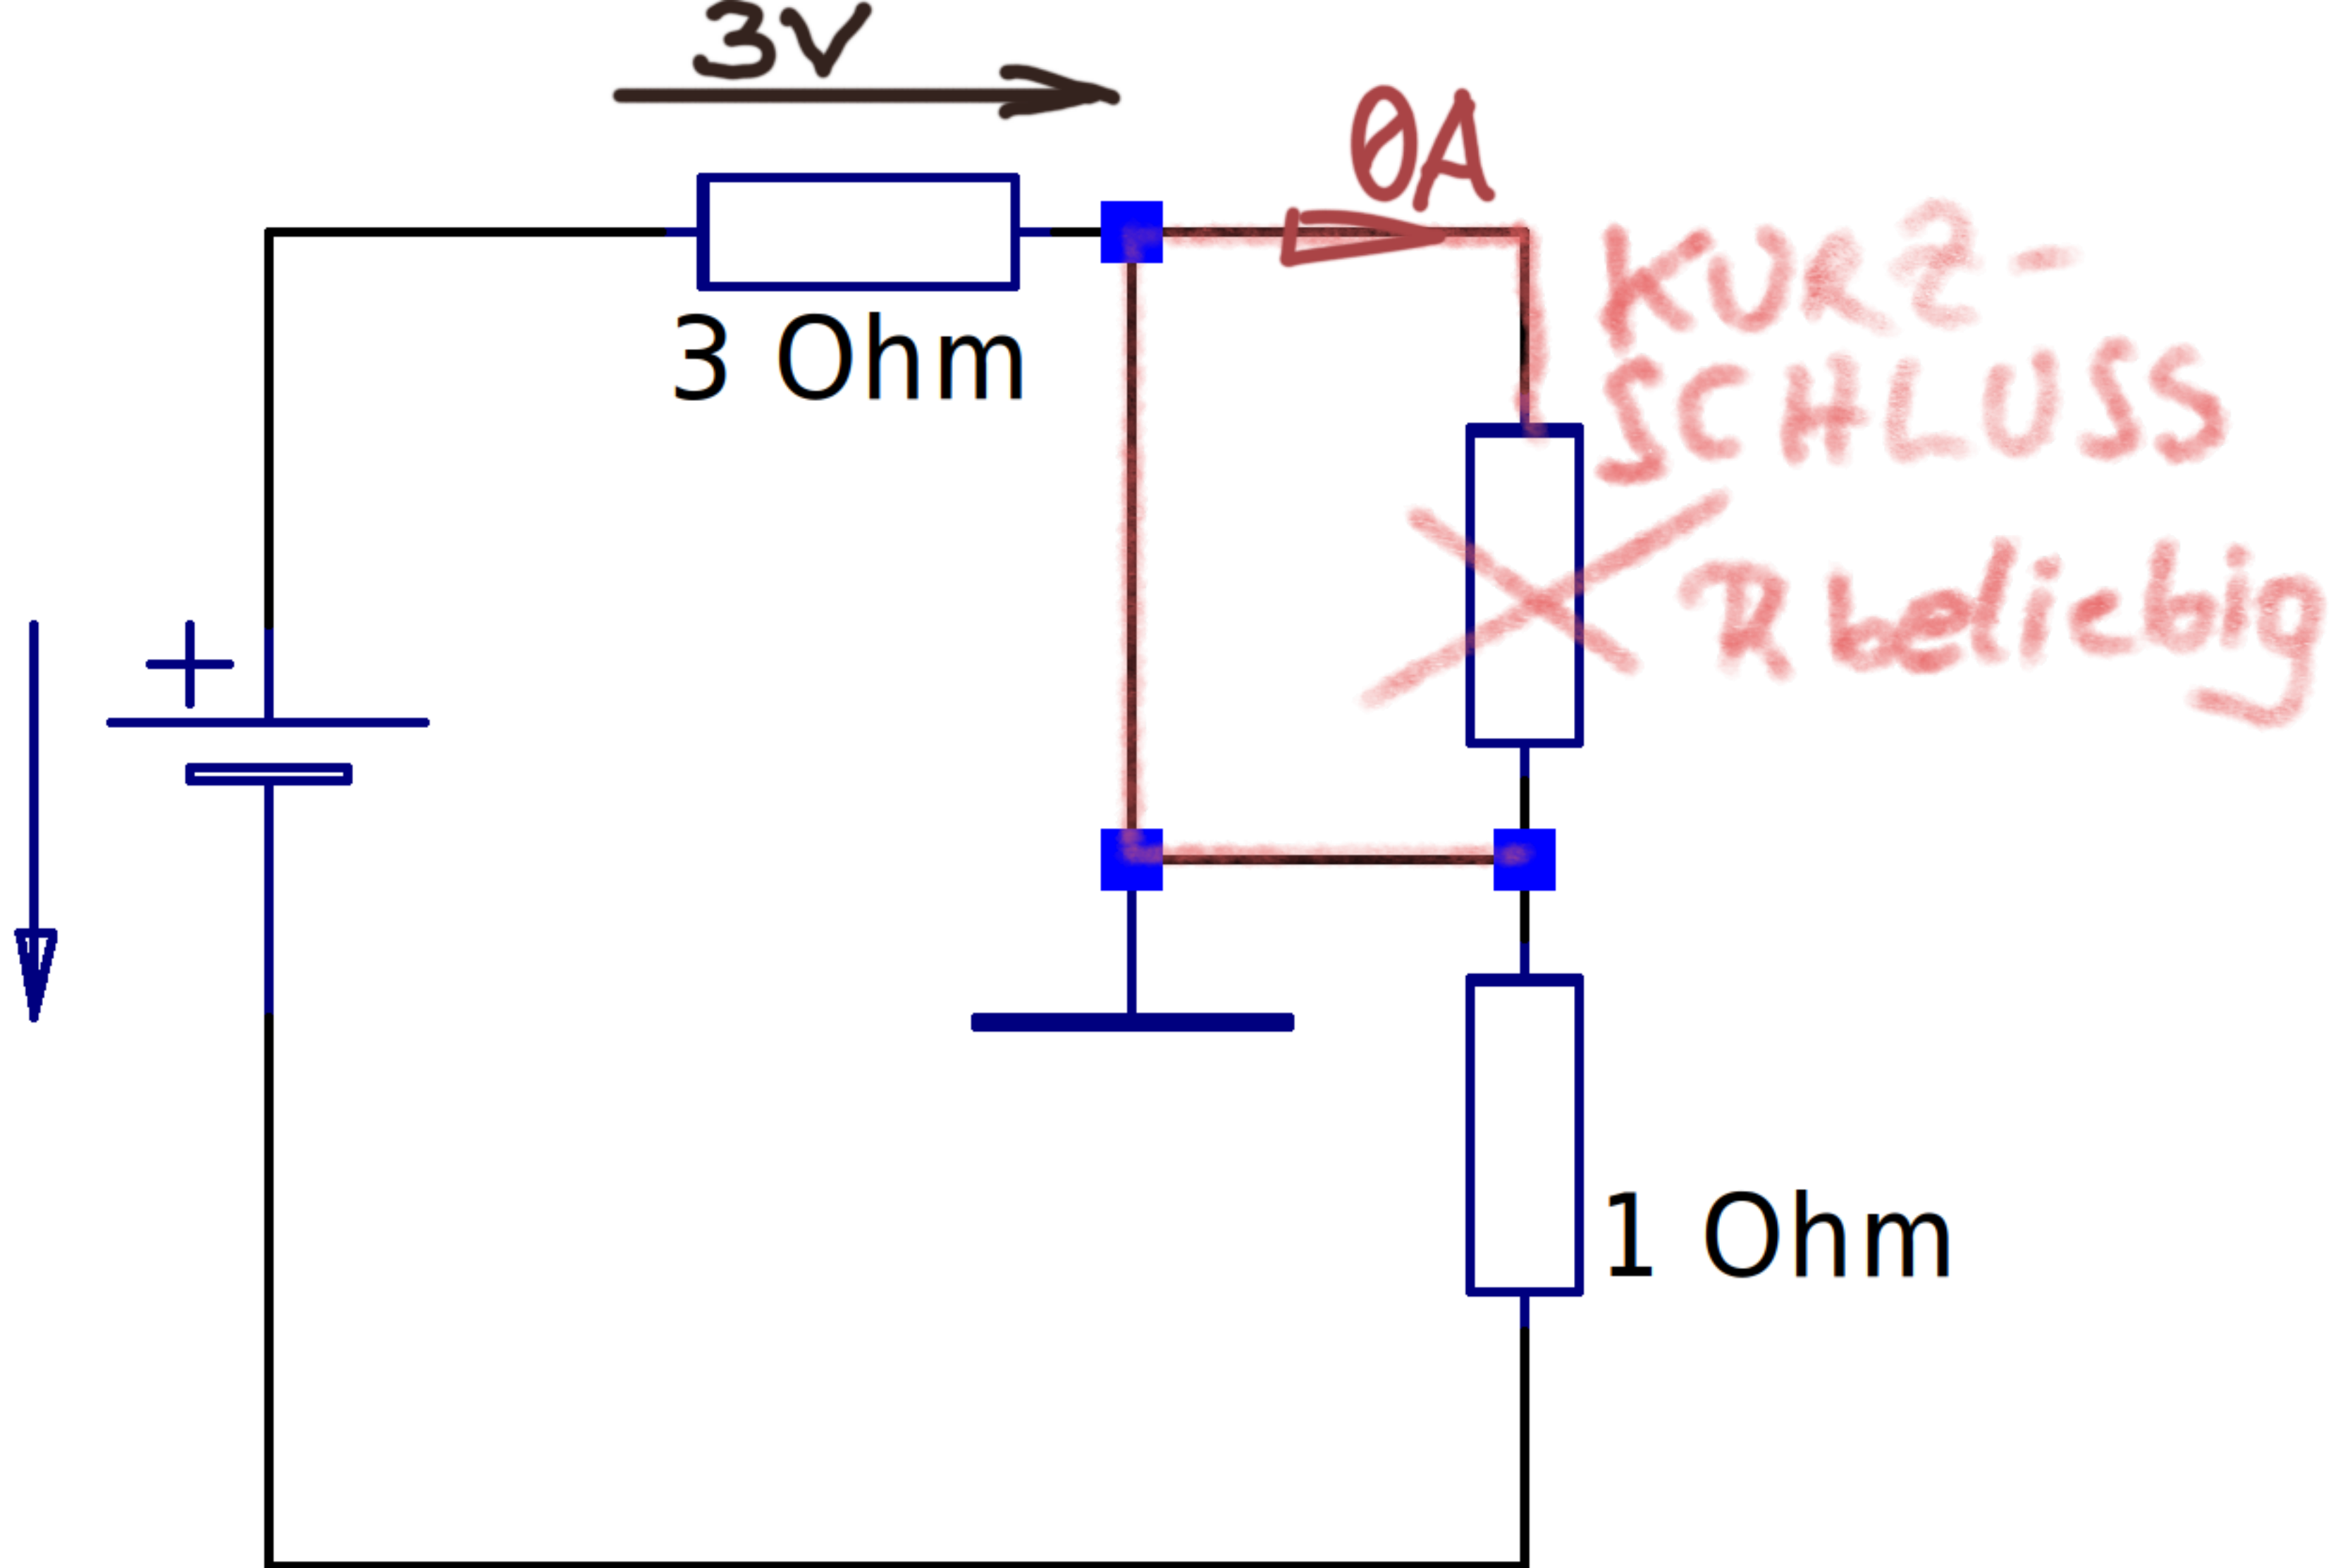 3V
0A
3 Ohm
KURZ-
SCHLUSS
+
R beliebig
1 Ohm